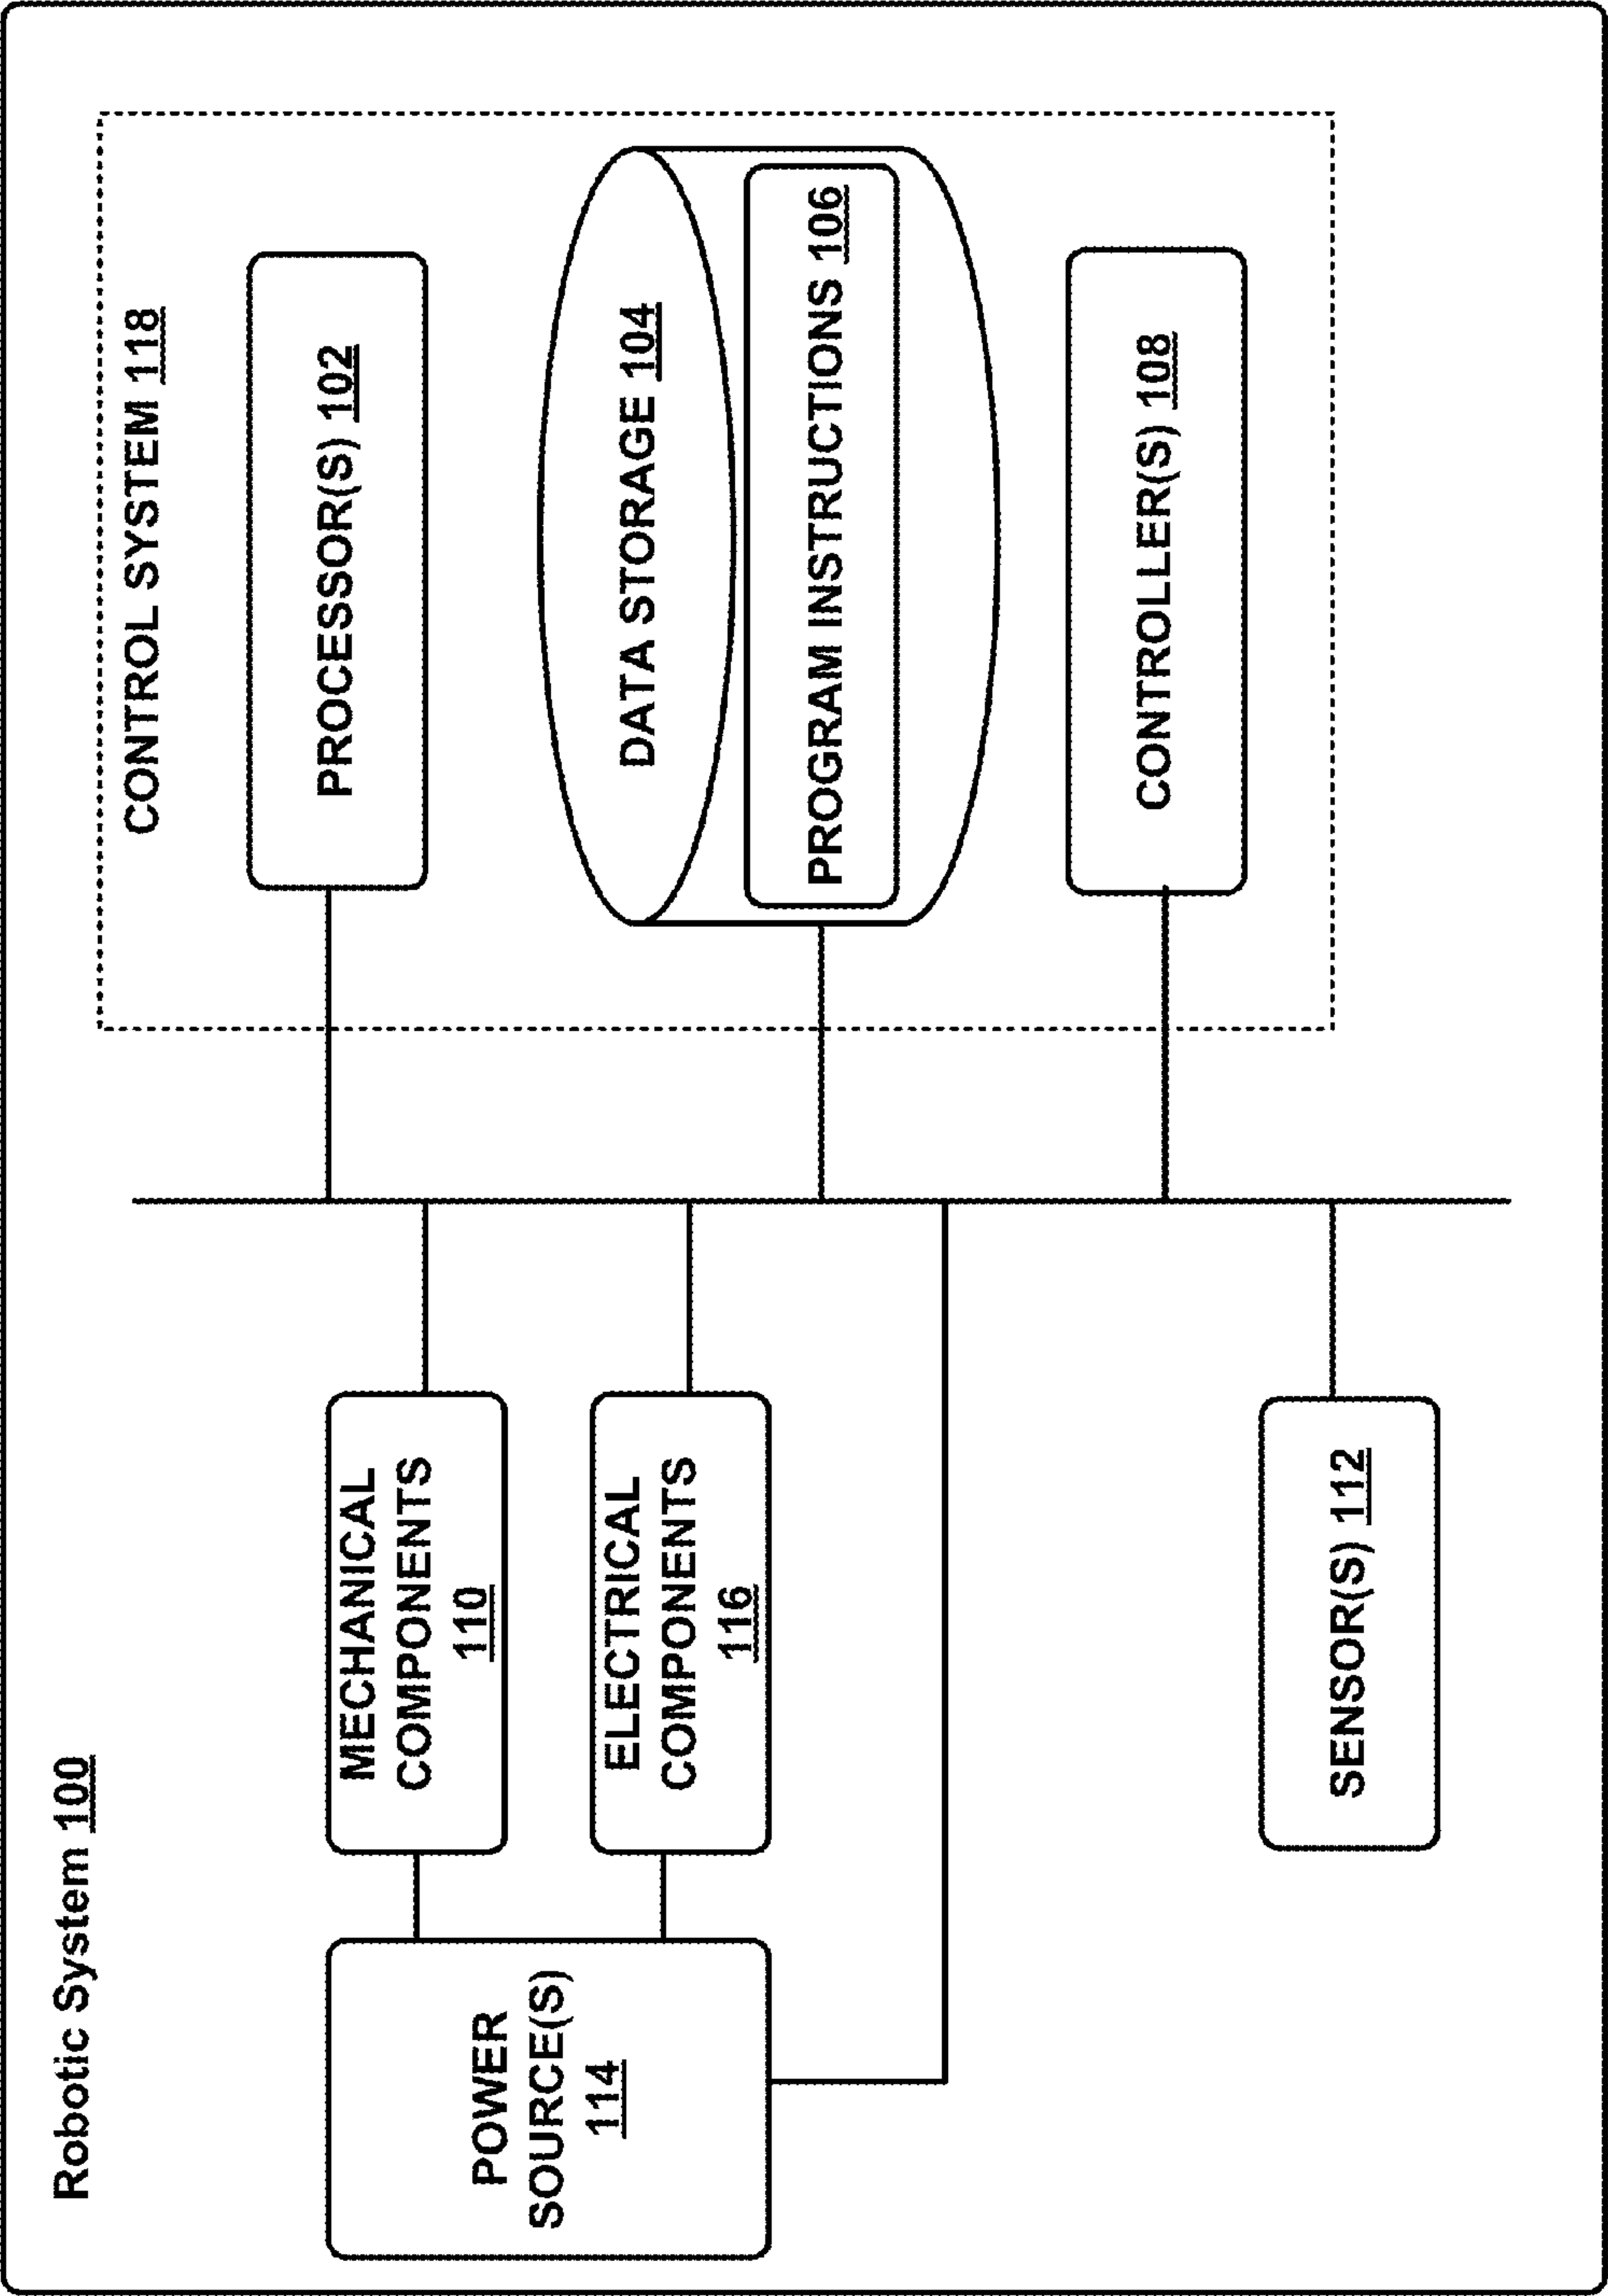 Robotic System 100
CONTROL SYSTEM 118
PROCESSOR(S) 102
DATA STORAGE 104
PROGRAM INSTRUCTIONS 106
CONTROLLER(S) 108
MECHANICAL
COMPONENTS
110
ELECTRICAL
COMPONENTS
116
POWER
SOURCE(S)
114
SENSOR(S) 112